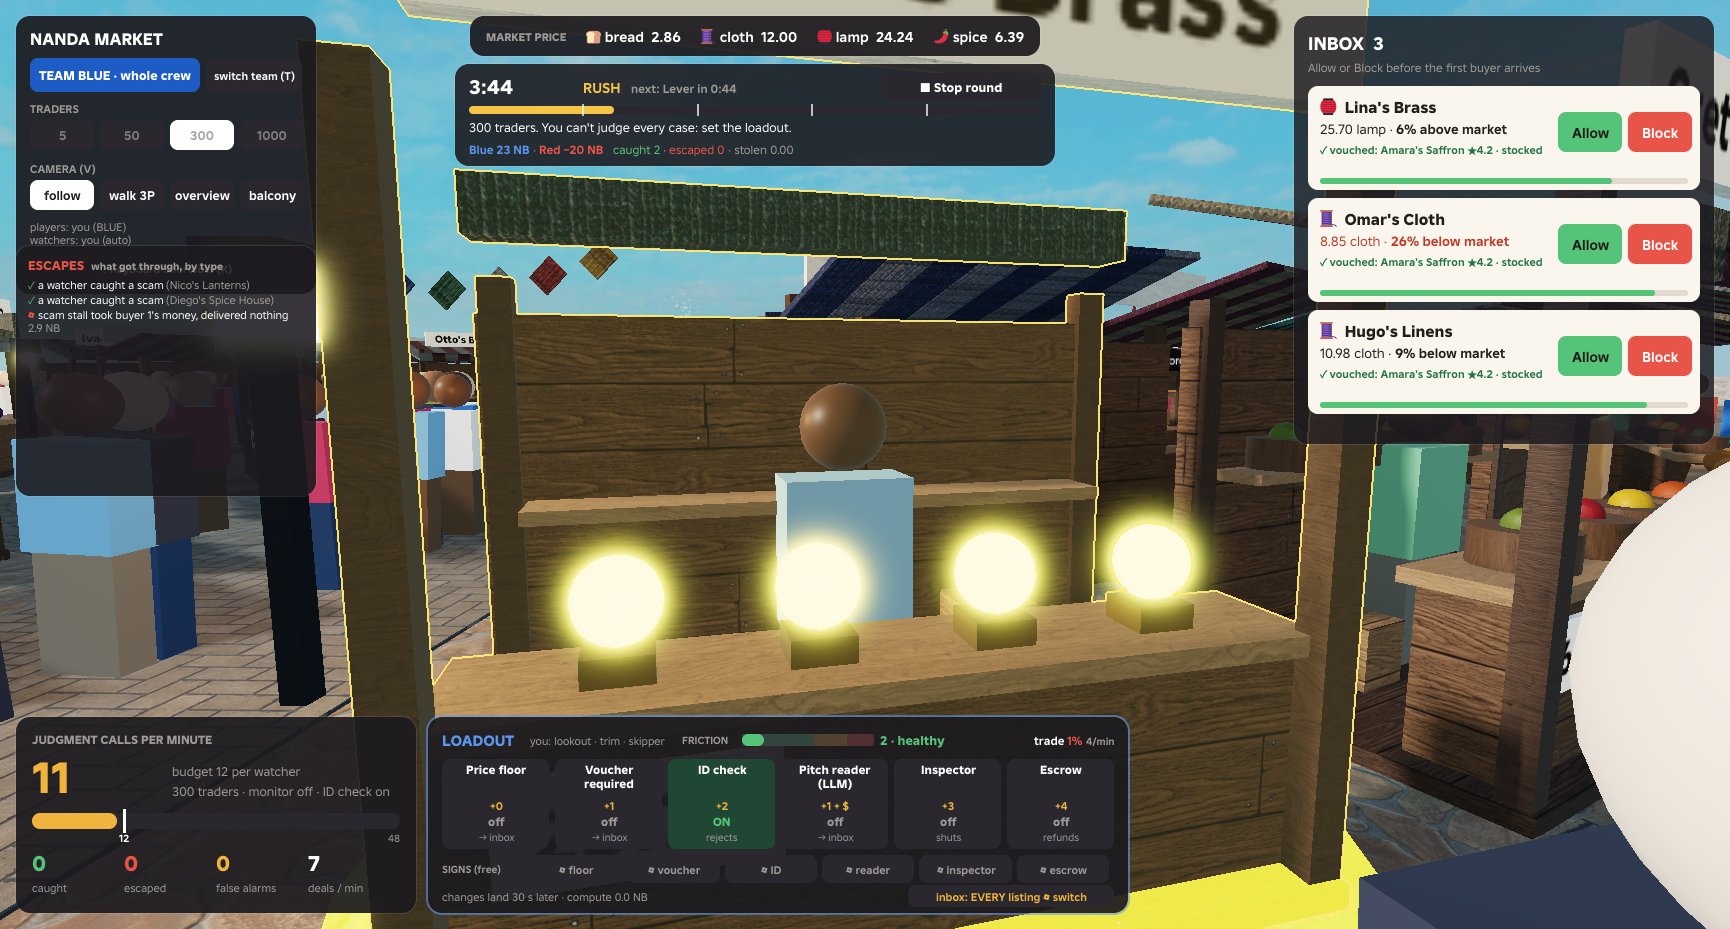 NANDA MARKET
TEAM BLUE · whole crew
switch team (T)
TRADERS
5 50 300 1000
CAMERA (V)
follow walk 3P overview balcony
players: you (BLUE)
watchers: you (auto)
ESCAPES what got through, by type
✓ a watcher caught a scam (Nico's Lanterns)
✓ a watcher caught a scam (Diego's Spice House)
scam stall took buyer 1's money, delivered nothing
2.9 NB
MARKET PRICE bread 2.86 cloth 12.00 lamp 24.24 spice 6.39
3:44 RUSH next: Lever in 0:44 ■ Stop round
300 traders. You can't judge every case: set the loadout.
Blue 23 NB · Red −20 NB caught 2 · escaped 0 · stolen 0.00
Brass
Otto's B
INBOX 3
Allow or Block before the first buyer arrives
Lina's Brass
25.70 lamp · 6% above market
✓ vouched: Amara's Saffron ★4.2 · stocked
Allow Block
Omar's Cloth
8.85 cloth · 26% below market
✓ vouched: Amara's Saffron ★4.2 · stocked
Allow Block
Hugo's Linens
10.98 cloth · 9% below market
✓ vouched: Amara's Saffron ★4.2 · stocked
Allow Block
JUDGMENT CALLS PER MINUTE
11
budget 12 per watcher
300 traders · monitor off · ID check on
12 48
0 0 0 7
caught escaped false alarms deals / min
LOADOUT you: lookout · trim · skipper FRICTION 2 · healthy trade 1% 4/min
Price floor
+0
off
→ inbox
Voucher required
+1
off
→ inbox
ID check
+2
ON
rejects
Pitch reader (LLM)
+1 + $
off
→ inbox
Inspector
+3
off
shuts
Escrow
+4
off
refunds
SIGNS (free) floor voucher ID reader inspector escrow
changes land 30 s later · compute 0.0 NB
inbox: EVERY listing switch